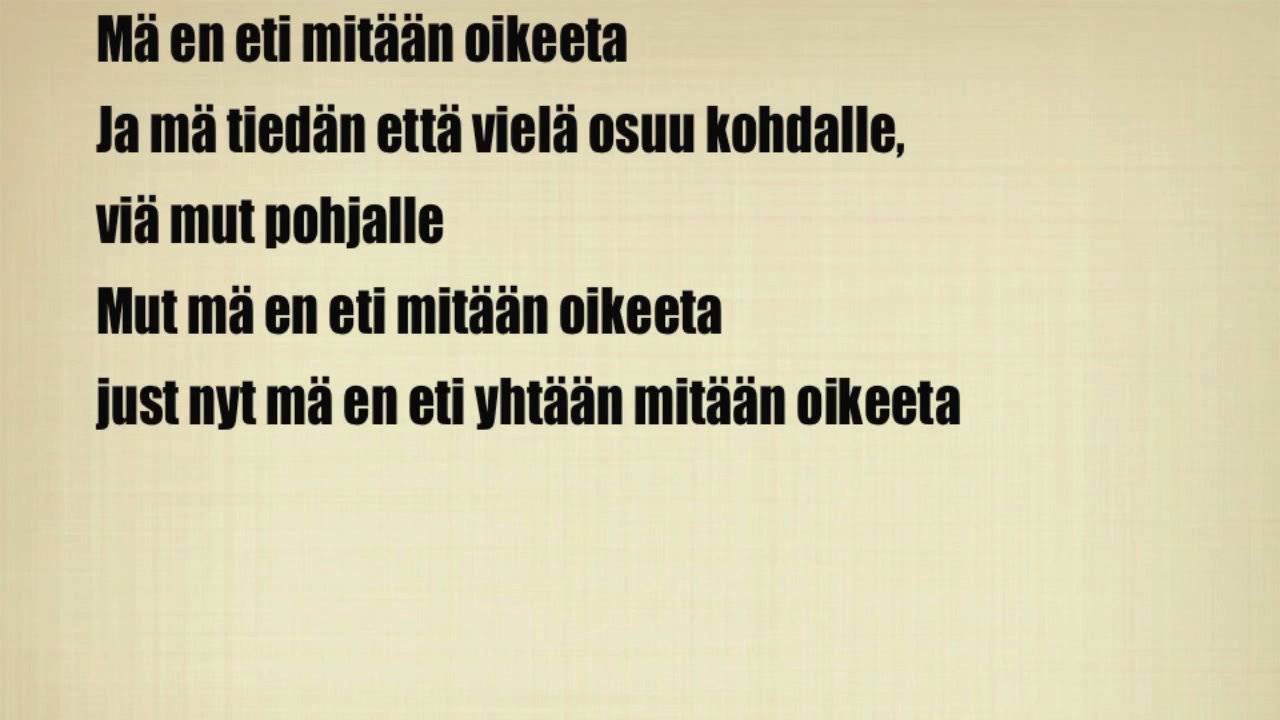 Mä en eti mitään oikeeta
Ja mä tiedän että vielä osuu kohdalle,
viä mut pohjalle
Mut mä en eti mitään oikeeta
just nyt mä en eti yhtään mitään oikeeta